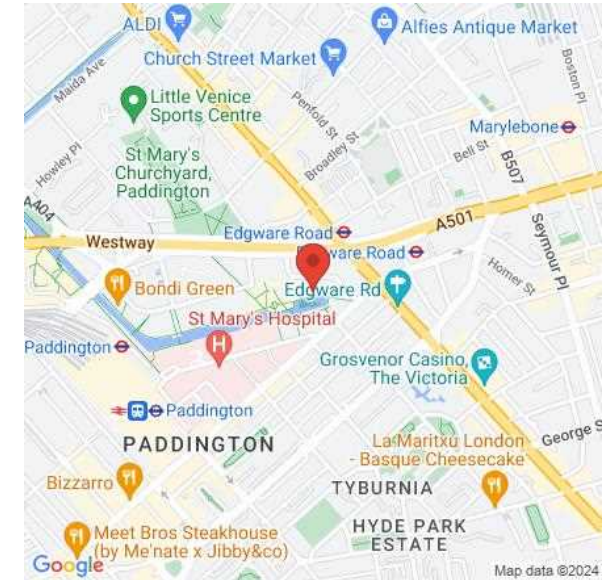 ALDI
Alfies Antique Market
Church Street Market
Maida Ave
Boston Pl
Little Venice
Sports Centre
Penfold St
Marylebone
Howley Pl
St Mary's
Churchyard,
Paddington
Broadley St
Bell St
B507
A404
Edgware Road
A501
Westway
Edgware Road
Seymour Pl
Homer St
Bondi Green
Edgware Rd
St Mary's Hospital
H
Paddington
Grosvenor Casino,
The Victoria
Paddington
PADDINGTON
La Maritxu London
- Basque Cheesecake
George S
Bizzarro
TYBURNIA
Meet Bros Steakhouse
(by Me'nate x Jibby&co)
HYDE PARK
ESTATE
Google
Map data ©2024